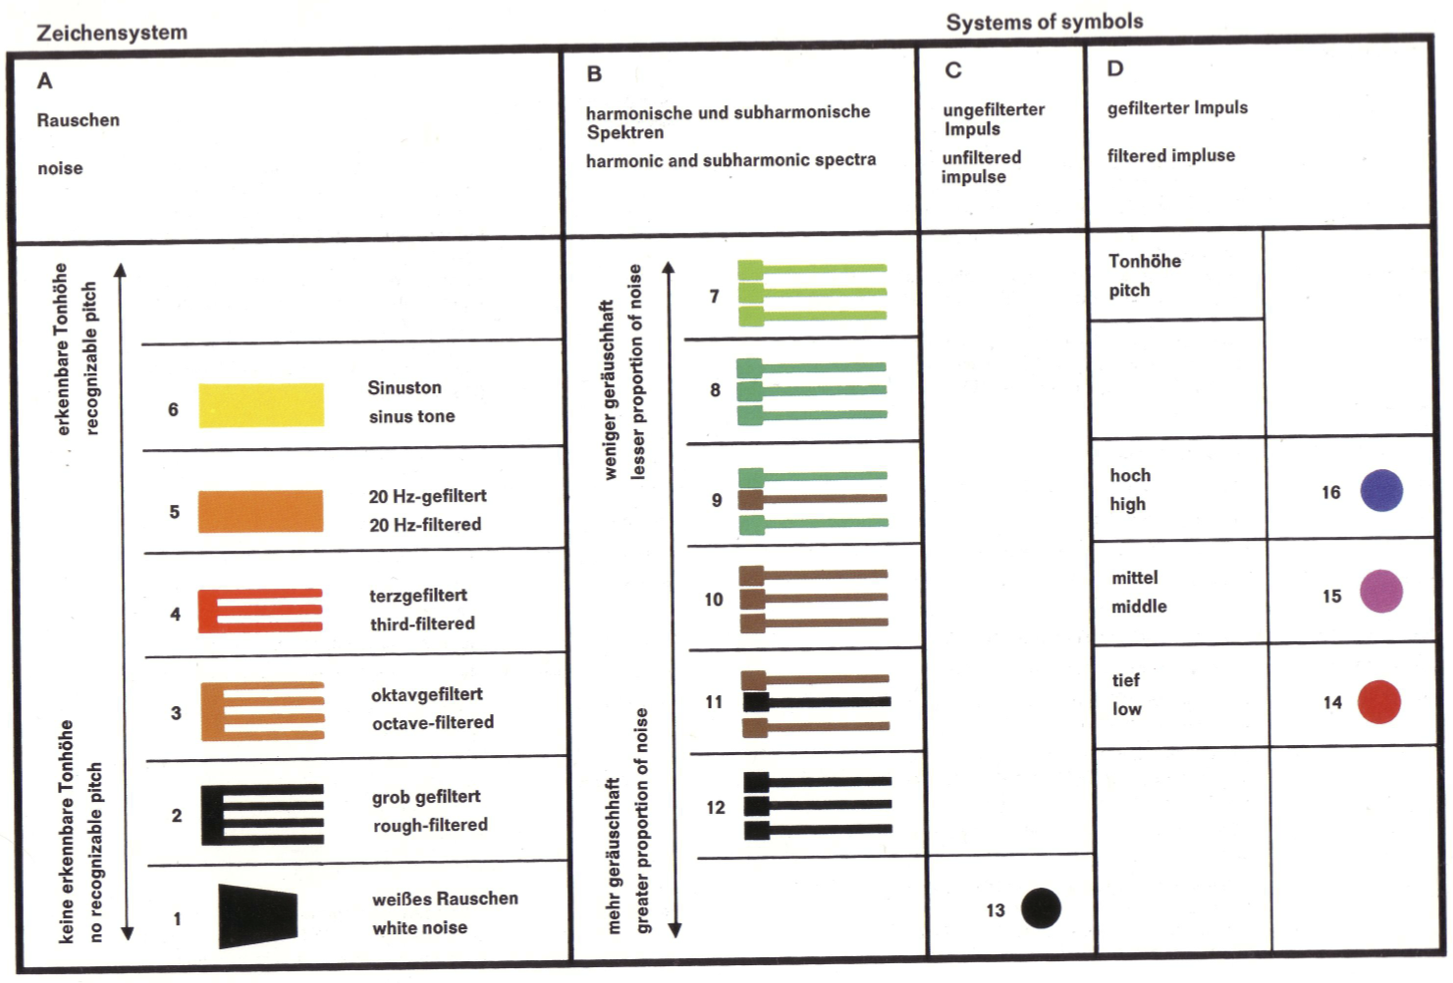 Zeichensystem
Systems of symbols
A
Rauschen
noise
B
harmonische und subharmonische
Spektren
harmonic and subharmonic spectra
C
ungefilterter
Impuls
unfiltered
impulse
D
gefilterter Impuls
filtered impluse
erkennbare Tonhöhe
recognizable pitch
keine erkennbare Tonhöhe
no recognizable pitch
6
Sinuston
sinus tone
5
20 Hz-gefiltert
20 Hz-filtered
4
terzgefiltert
third-filtered
3
oktavgefiltert
octave-filtered
2
grob gefiltert
rough-filtered
1
weißes Rauschen
white noise
weniger geräuschhaft
lesser proportion of noise
mehr geräuschhaft
greater proportion of noise
7
8
9
10
11
12
13
Tonhöhe
pitch
hoch
high
16
mittel
middle
15
tief
low
14